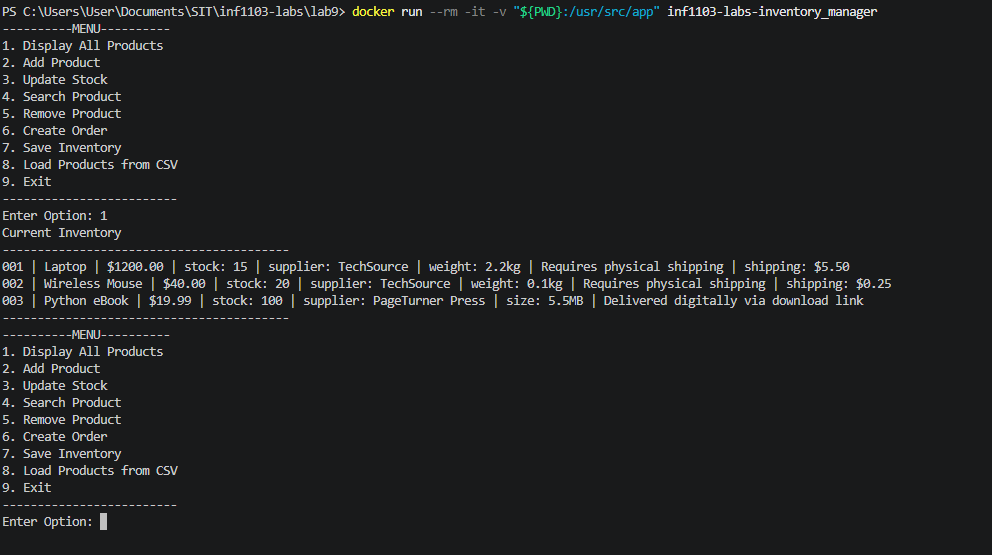 PS C:\Users\User\Documents\SIT\inf1103-labs\lab9> docker run --rm -it -v "${PWD}:/usr/src/app" inf1103-labs-inventory_manager
----------MENU----------
1. Display All Products
2. Add Product
3. Update Stock
4. Search Product
5. Remove Product
6. Create Order
7. Save Inventory
8. Load Products from CSV
9. Exit
-------------------------
Enter Option: 1
Current Inventory
-----------------------------------------
001 | Laptop | $1200.00 | stock: 15 | supplier: TechSource | weight: 2.2kg | Requires physical shipping | shipping: $5.50
002 | Wireless Mouse | $40.00 | stock: 20 | supplier: TechSource | weight: 0.1kg | Requires physical shipping | shipping: $0.25
003 | Python eBook | $19.99 | stock: 100 | supplier: PageTurner Press | size: 5.5MB | Delivered digitally via download link
-----------------------------------------
----------MENU----------
1. Display All Products
2. Add Product
3. Update Stock
4. Search Product
5. Remove Product
6. Create Order
7. Save Inventory
8. Load Products from CSV
9. Exit
-------------------------
Enter Option: